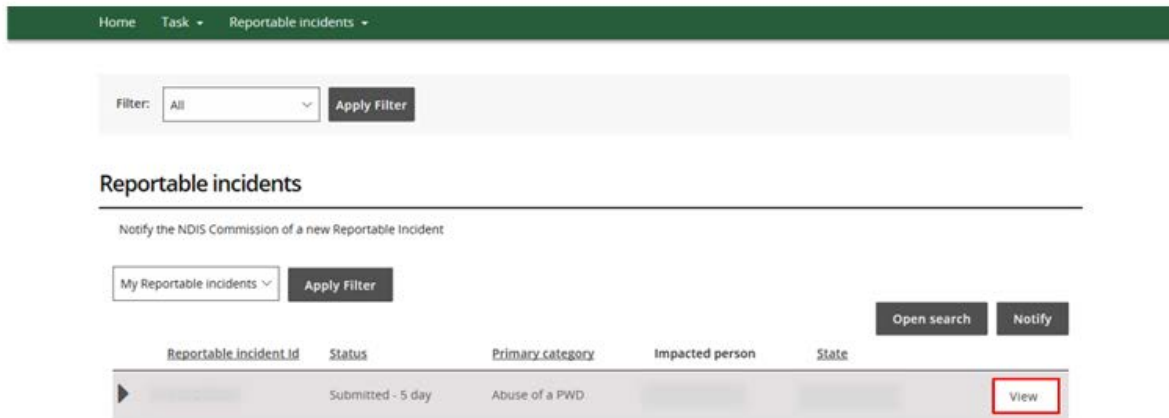 Home Task Reportable incidents
Filter: All Apply Filter
Reportable incidents
Notify the NDIS Commission of a new Reportable Incident
My Reportable incidents Apply Filter
Open search Notify
Reportable incident Id Status Primary category Impacted person State
Submitted - 5 day Abuse of a PWD View